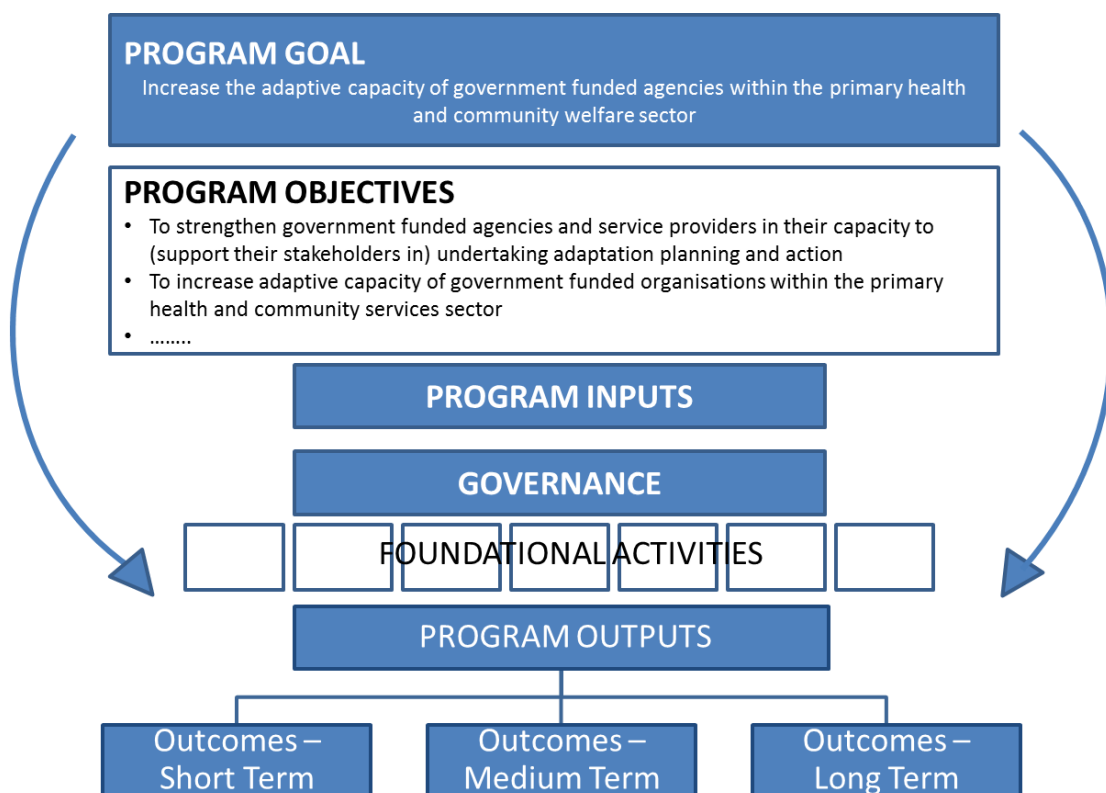 PROGRAM GOAL
Increase the adaptive capacity of government funded agencies within the primary health
and community welfare sector
PROGRAM OBJECTIVES
• To strengthen government funded agencies and service providers in their capacity to
(support their stakeholders in) undertaking adaptation planning and action
• To increase adaptive capacity of government funded organisations within the primary
health and community services sector
• ........
PROGRAM INPUTS
GOVERNANCE
FOUNDATIONAL ACTIVITIES
PROGRAM OUTPUTS
Outcomes –
Short Term
Outcomes –
Medium Term
Outcomes –
Long Term